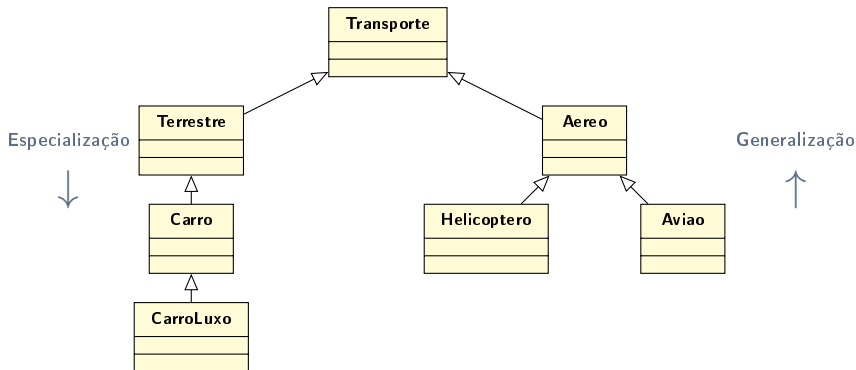 Transporte
Terrestre
Aereo
Especialização
Generalização
Carro
Helicoptero
Aviao
CarroLuxo